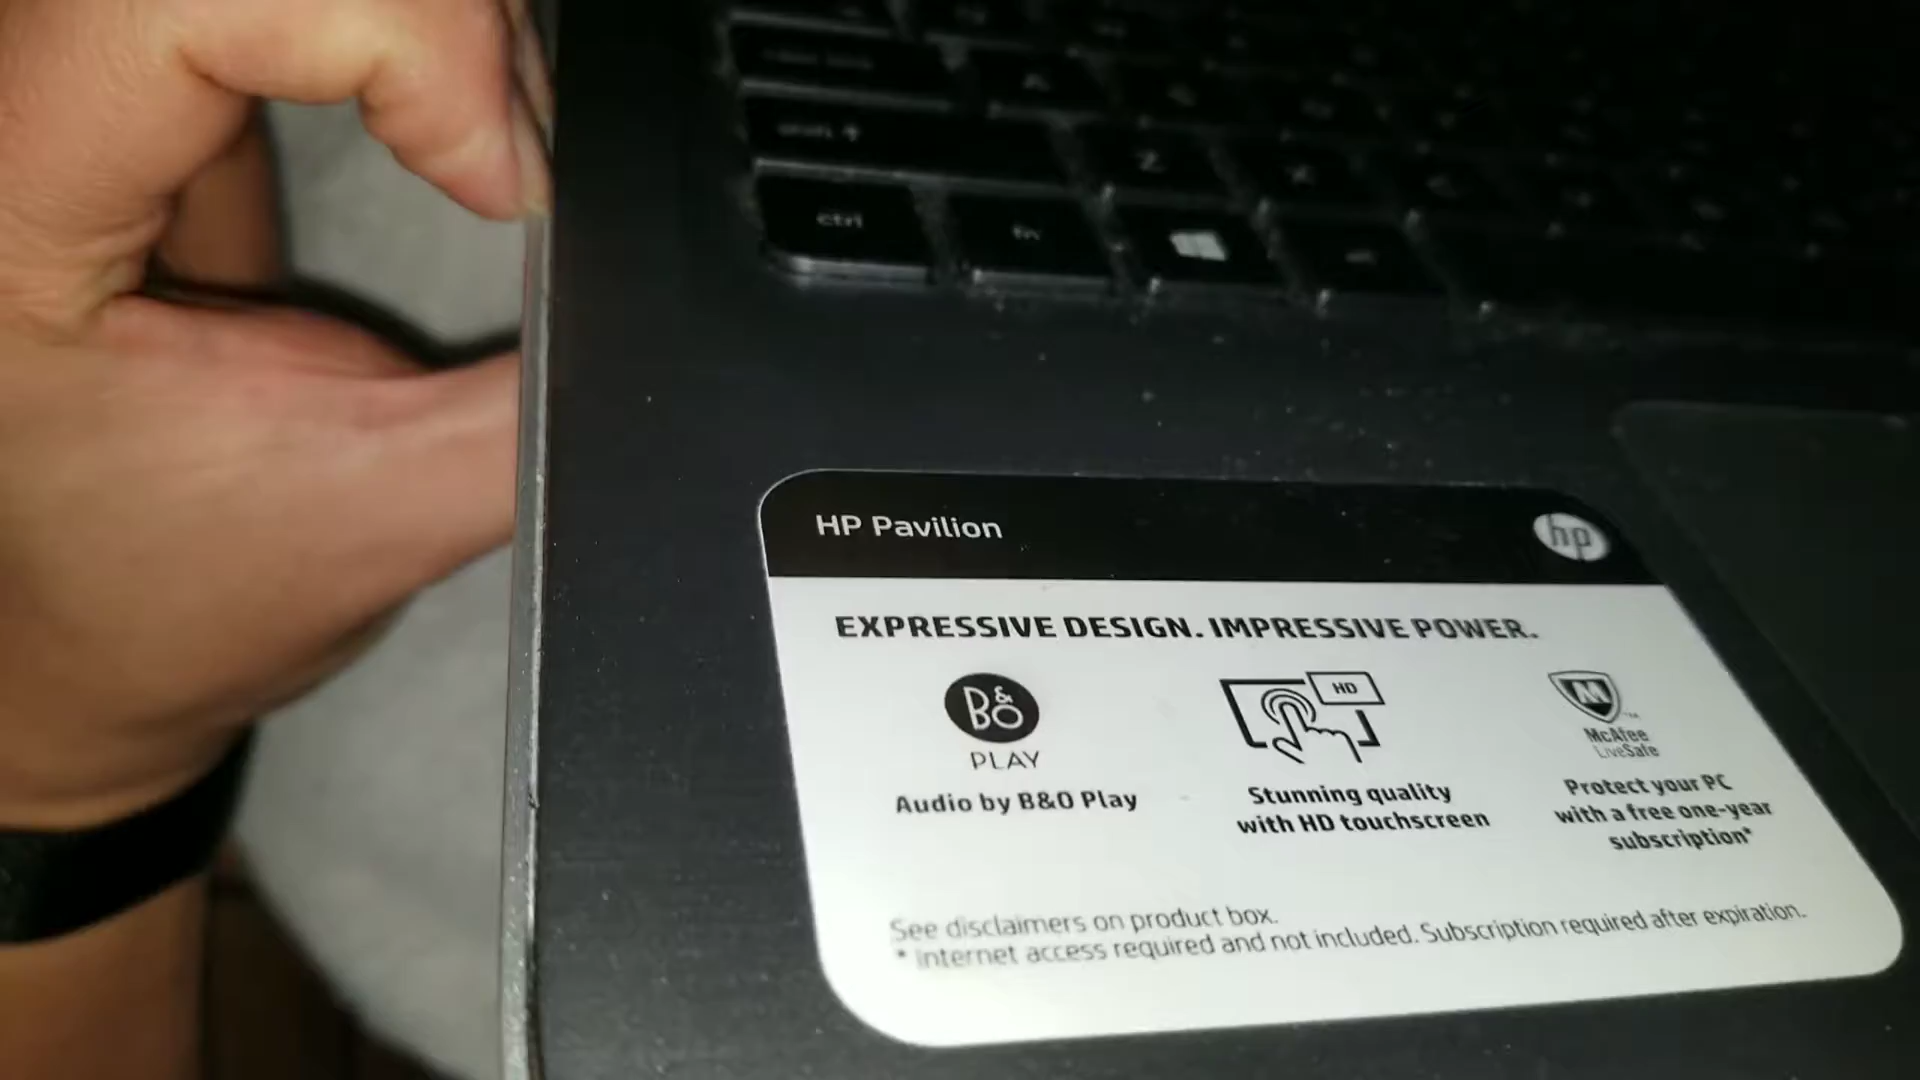 A
shift
Z
X
ctrl
fn
HP Pavilion
hp
EXPRESSIVE DESIGN. IMPRESSIVE POWER.
B&O
PLAY
Audio by B&O Play
HD
Stunning quality
with HD touchscreen
M
McAfee
LiveSafe
Protect your PC
with a free one-year
subscription*
See disclaimers on product box.
* Internet access required and not included. Subscription required after expiration.